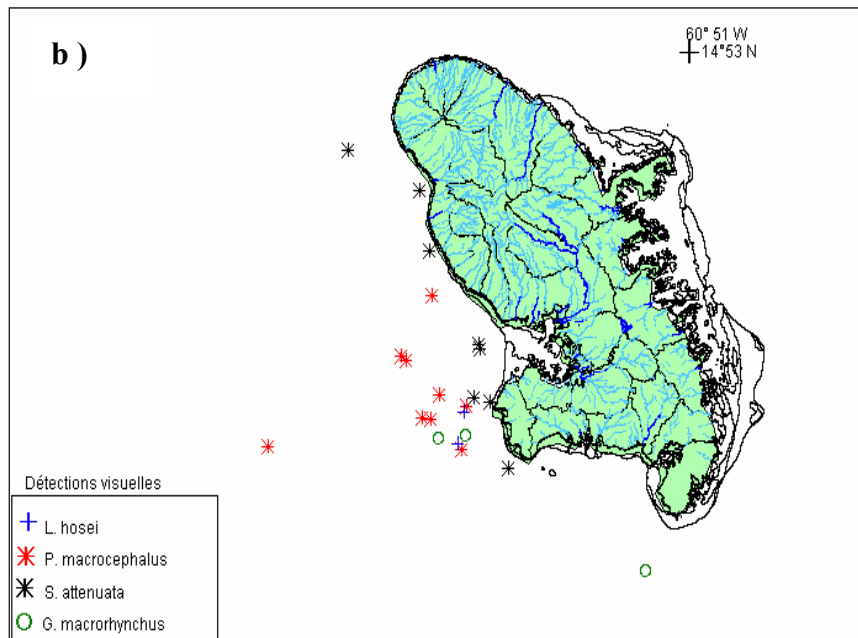 b )
60° 51 W
14°53 N
Détections visuelles
L. hosei
P. macrocephalus
S. attenuata
G. macrorhynchus